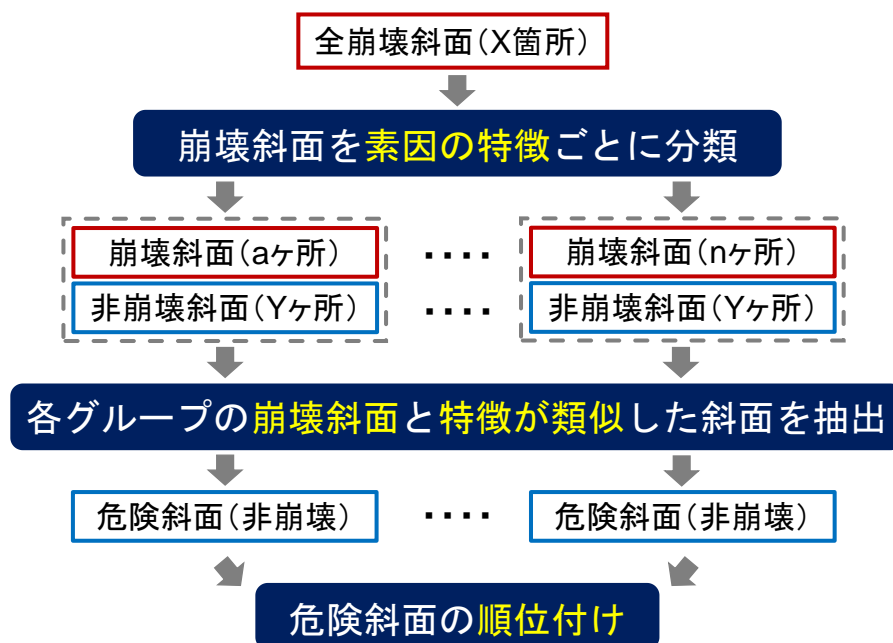 全崩壊斜面(X箇所)
崩壊斜面を素因の特徴ごとに分類
崩壊斜面(aヶ所) ‥‥ 崩壊斜面(nヶ所)
非崩壊斜面(Yヶ所) ‥‥ 非崩壊斜面(Yヶ所)
各グループの崩壊斜面と特徴が類似した斜面を抽出
危険斜面(非崩壊) ‥‥ 危険斜面(非崩壊)
危険斜面の順位付け